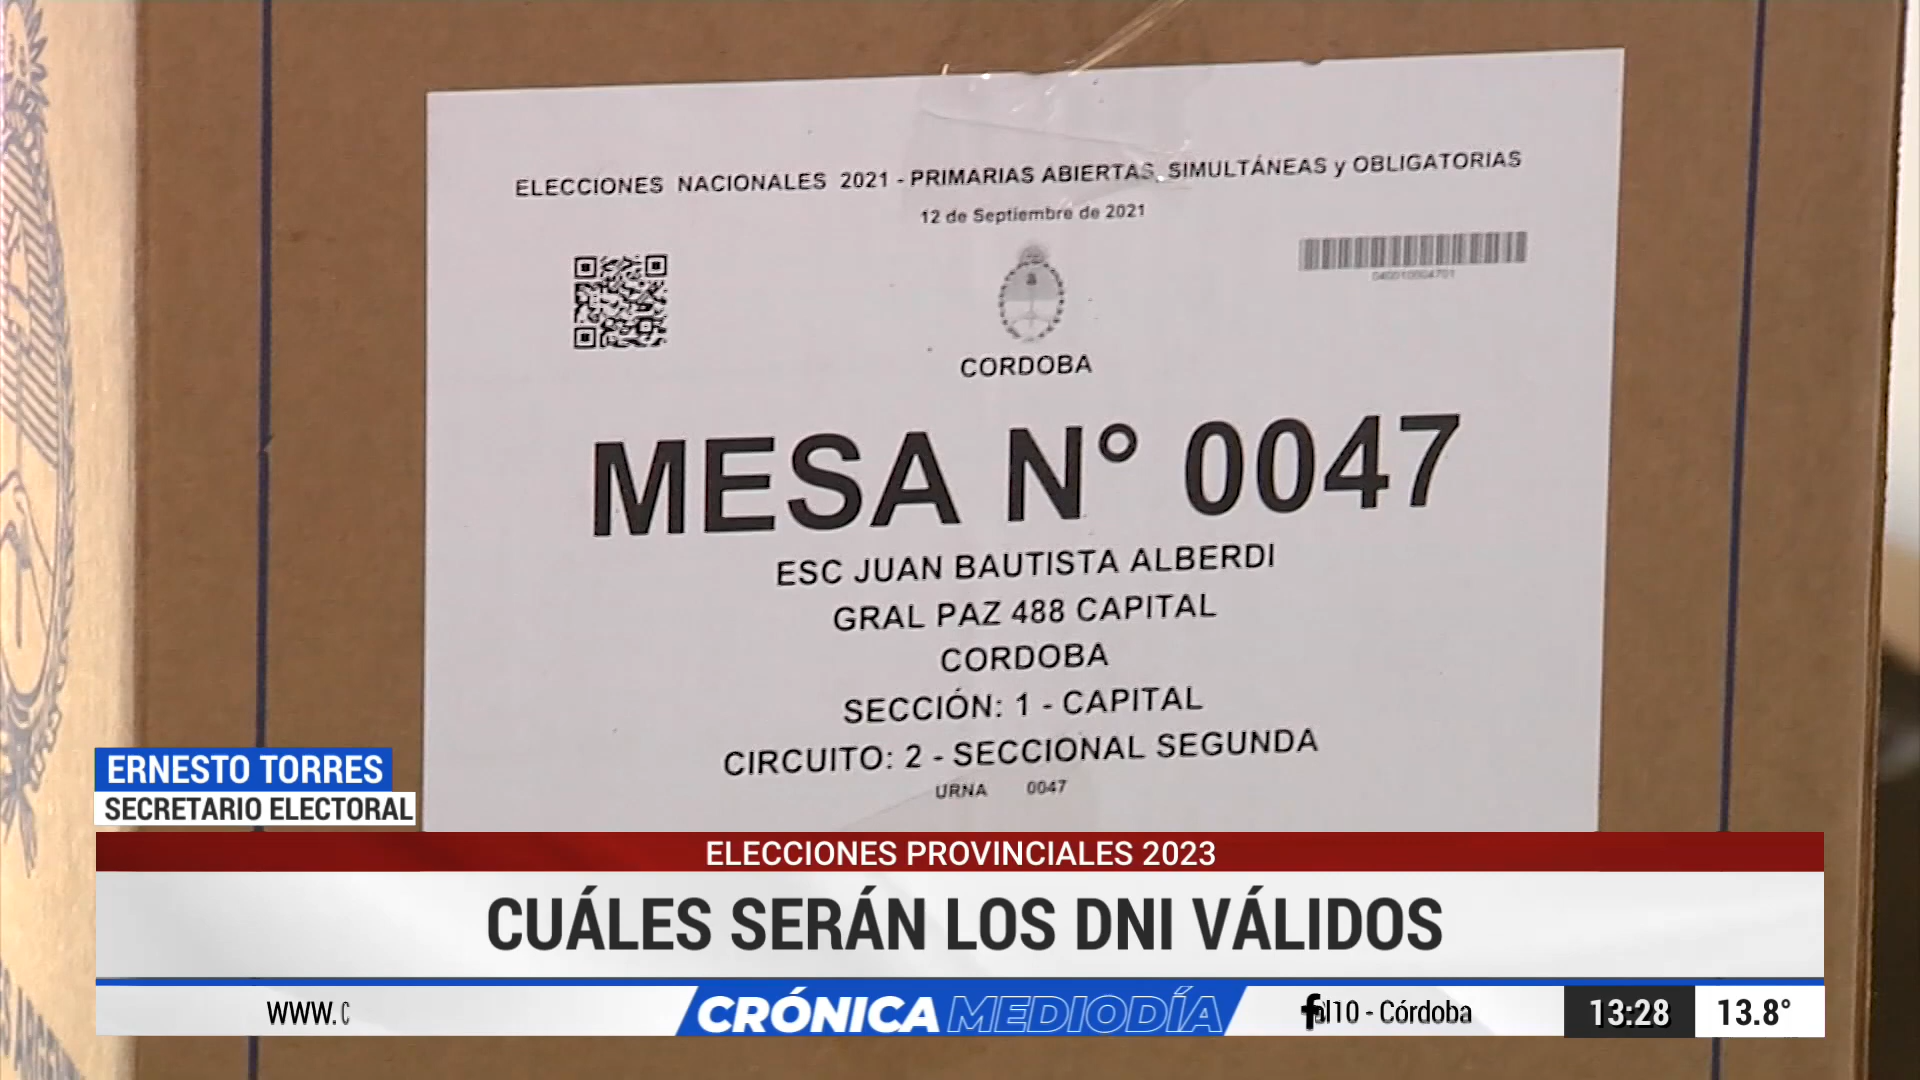 ELECCIONES NACIONALES 2021 - PRIMARIAS ABIERTAS, SIMULTÁNEAS y OBLIGATORIAS
12 de Septiembre de 2021
CORDOBA
MESA N° 0047
ESC JUAN BAUTISTA ALBERDI
GRAL PAZ 488 CAPITAL
CORDOBA
SECCIÓN: 1 - CAPITAL
CIRCUITO: 2 - SECCIONAL SEGUNDA
URNA 0047
ERNESTO TORRES
SECRETARIO ELECTORAL
ELECCIONES PROVINCIALES 2023
CUÁLES SERÁN LOS DNI VÁLIDOS
WWW.C
CRÓNICA MEDIODÍA
l10 - Córdoba
13:28
13.8°